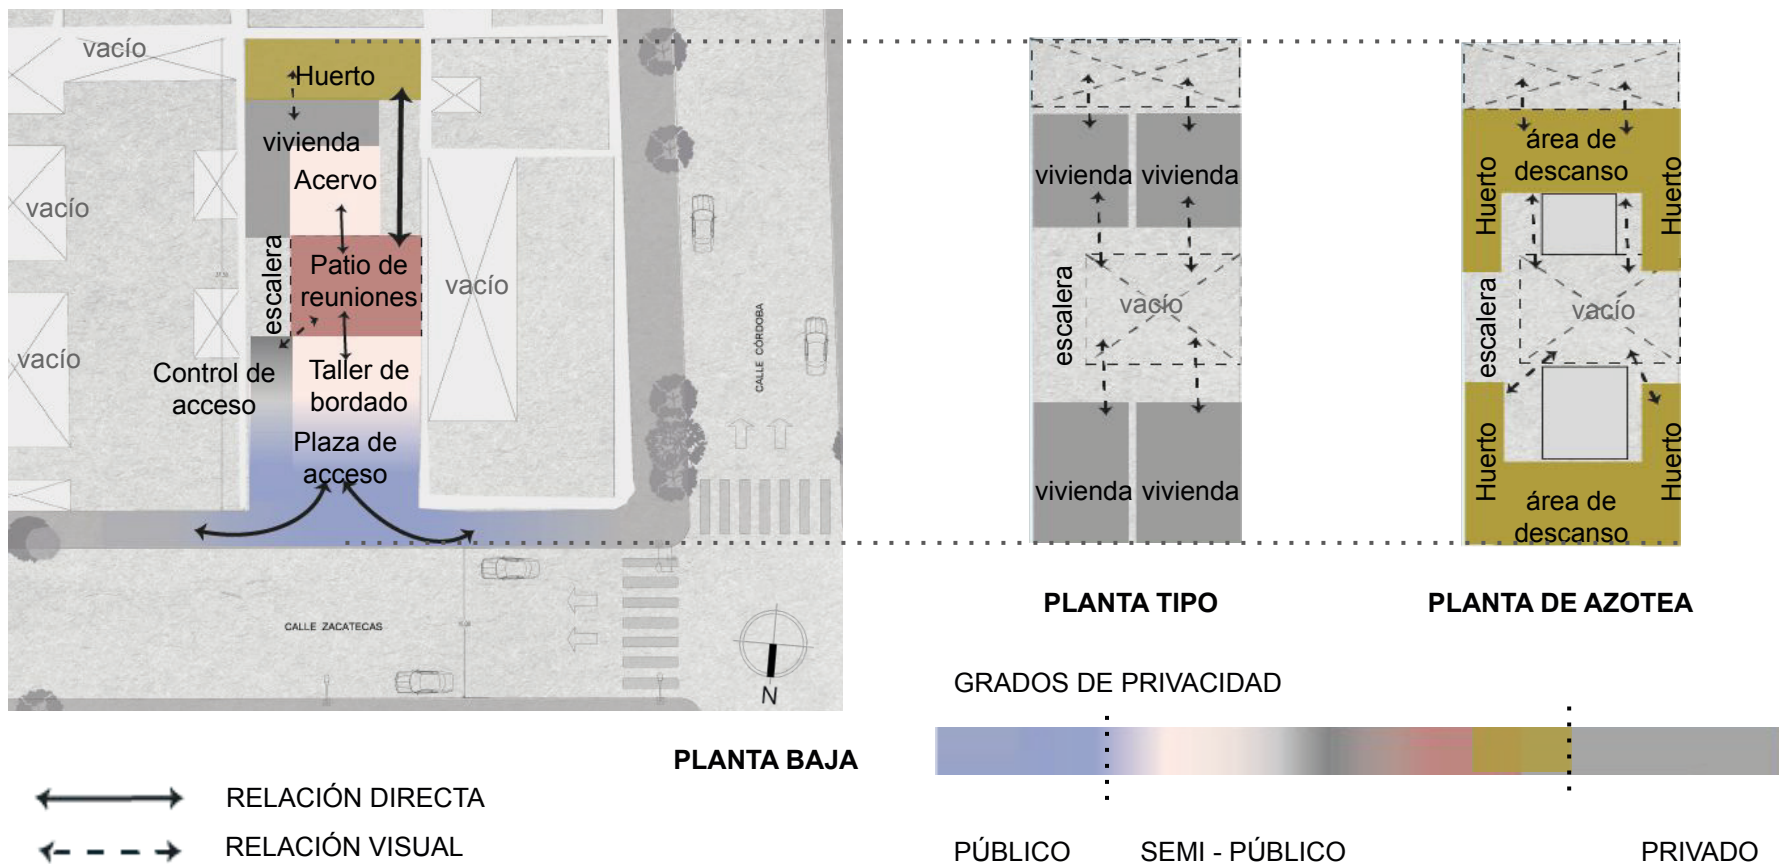 vacío
Huerto
vivienda
Acervo
vacío
escalera
Patio de
reuniones
vacío
vacío
Control de
acceso
Taller de
bordado
Plaza de
acceso
CALLE CÓRDOBA
CALLE ZACATECAS
N
PLANTA BAJA
vivienda
vivienda
escalera
vacío
vivienda
vivienda
PLANTA TIPO
área de
descanso
Huerto
Huerto
escalera
vacío
Huerto
Huerto
área de
descanso
PLANTA DE AZOTEA
GRADOS DE PRIVACIDAD
PÚBLICO
SEMI - PÚBLICO
PRIVADO
RELACIÓN DIRECTA
RELACIÓN VISUAL